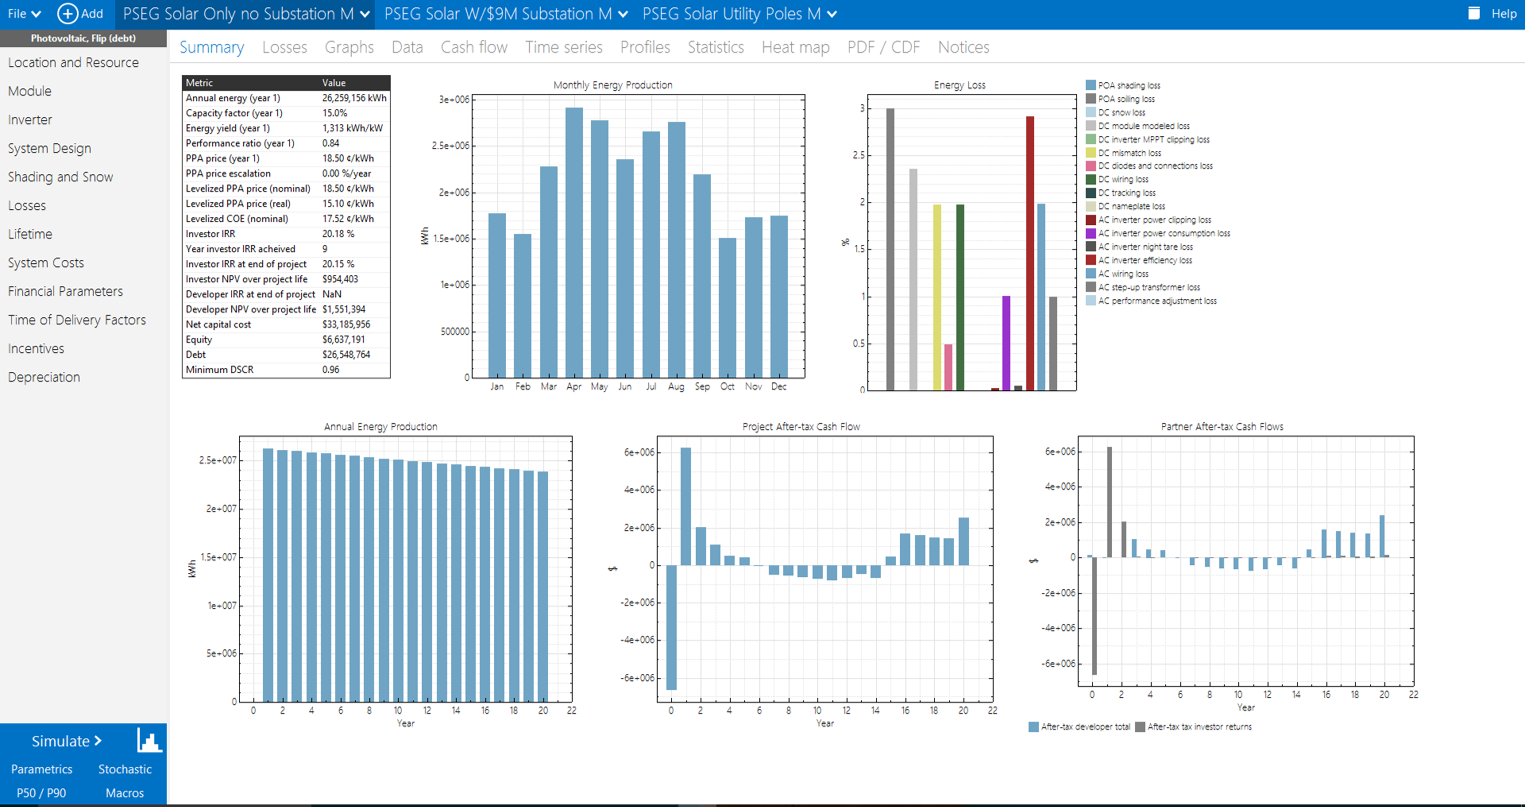 File Add PSEG Solar Only no Substation M PSEG Solar W/$9M Substation M PSEG Solar Utility Poles M Help
Photovoltaic, Flip (debt)
Location and Resource
Module
Inverter
System Design
Shading and Snow
Losses
Lifetime
System Costs
Financial Parameters
Time of Delivery Factors
Incentives
Depreciation
Simulate >
Parametrics Stochastic
P50 / P90 Macros
Summary Losses Graphs Data Cash flow Time series Profiles Statistics Heat map PDF / CDF Notices
Metric Value
Annual energy (year 1) 26,259,156 kWh
Capacity factor (year 1) 15.0%
Energy yield (year 1) 1,313 kWh/kW
Performance ratio (year 1) 0.84
PPA price (year 1) 18.50 ¢/kWh
PPA price escalation 0.00 %/year
Levelized PPA price (nominal) 18.50 ¢/kWh
Levelized PPA price (real) 15.10 ¢/kWh
Levelized COE (nominal) 17.52 ¢/kWh
Investor IRR 20.18 %
Year investor IRR acheived 9
Investor IRR at end of project 20.15 %
Investor NPV over project life $954,403
Developer IRR at end of project NaN
Developer NPV over project life $1,551,394
Net capital cost $33,185,956
Equity $6,637,191
Debt $26,548,764
Minimum DSCR 0.96
Monthly Energy Production
kWh
3e+006
2.5e+006
2e+006
1.5e+006
1e+006
500000
0
Jan Feb Mar Apr May Jun Jul Aug Sep Oct Nov Dec
Energy Loss
%
3
2.5
2
1.5
1
0.5
0
POA shading loss
POA soiling loss
DC snow loss
DC module modeled loss
DC inverter MPPT clipping loss
DC mismatch loss
DC diodes and connections loss
DC wiring loss
DC tracking loss
DC nameplate loss
AC inverter power clipping loss
AC inverter power consumption loss
AC inverter night tare loss
AC inverter efficiency loss
AC wiring loss
AC step-up transformer loss
AC performance adjustment loss
Annual Energy Production
kWh
2.5e+007
2e+007
1.5e+007
1e+007
5e+006
0
0 2 4 6 8 10 12 14 16 18 20 22
Year
Project After-tax Cash Flow
$
6e+006
4e+006
2e+006
0
-2e+006
-4e+006
-6e+006
0 2 4 6 8 10 12 14 16 18 20 22
Year
Partner After-tax Cash Flows
$
6e+006
4e+006
2e+006
0
-2e+006
-4e+006
-6e+006
0 2 4 6 8 10 12 14 16 18 20 22
Year
After-tax developer total After-tax tax investor returns